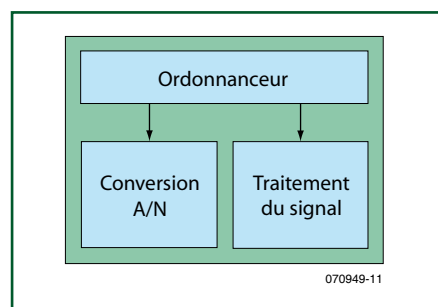 Ordonnanceur
Conversion
A/N
Traitement
du signal
070949-11